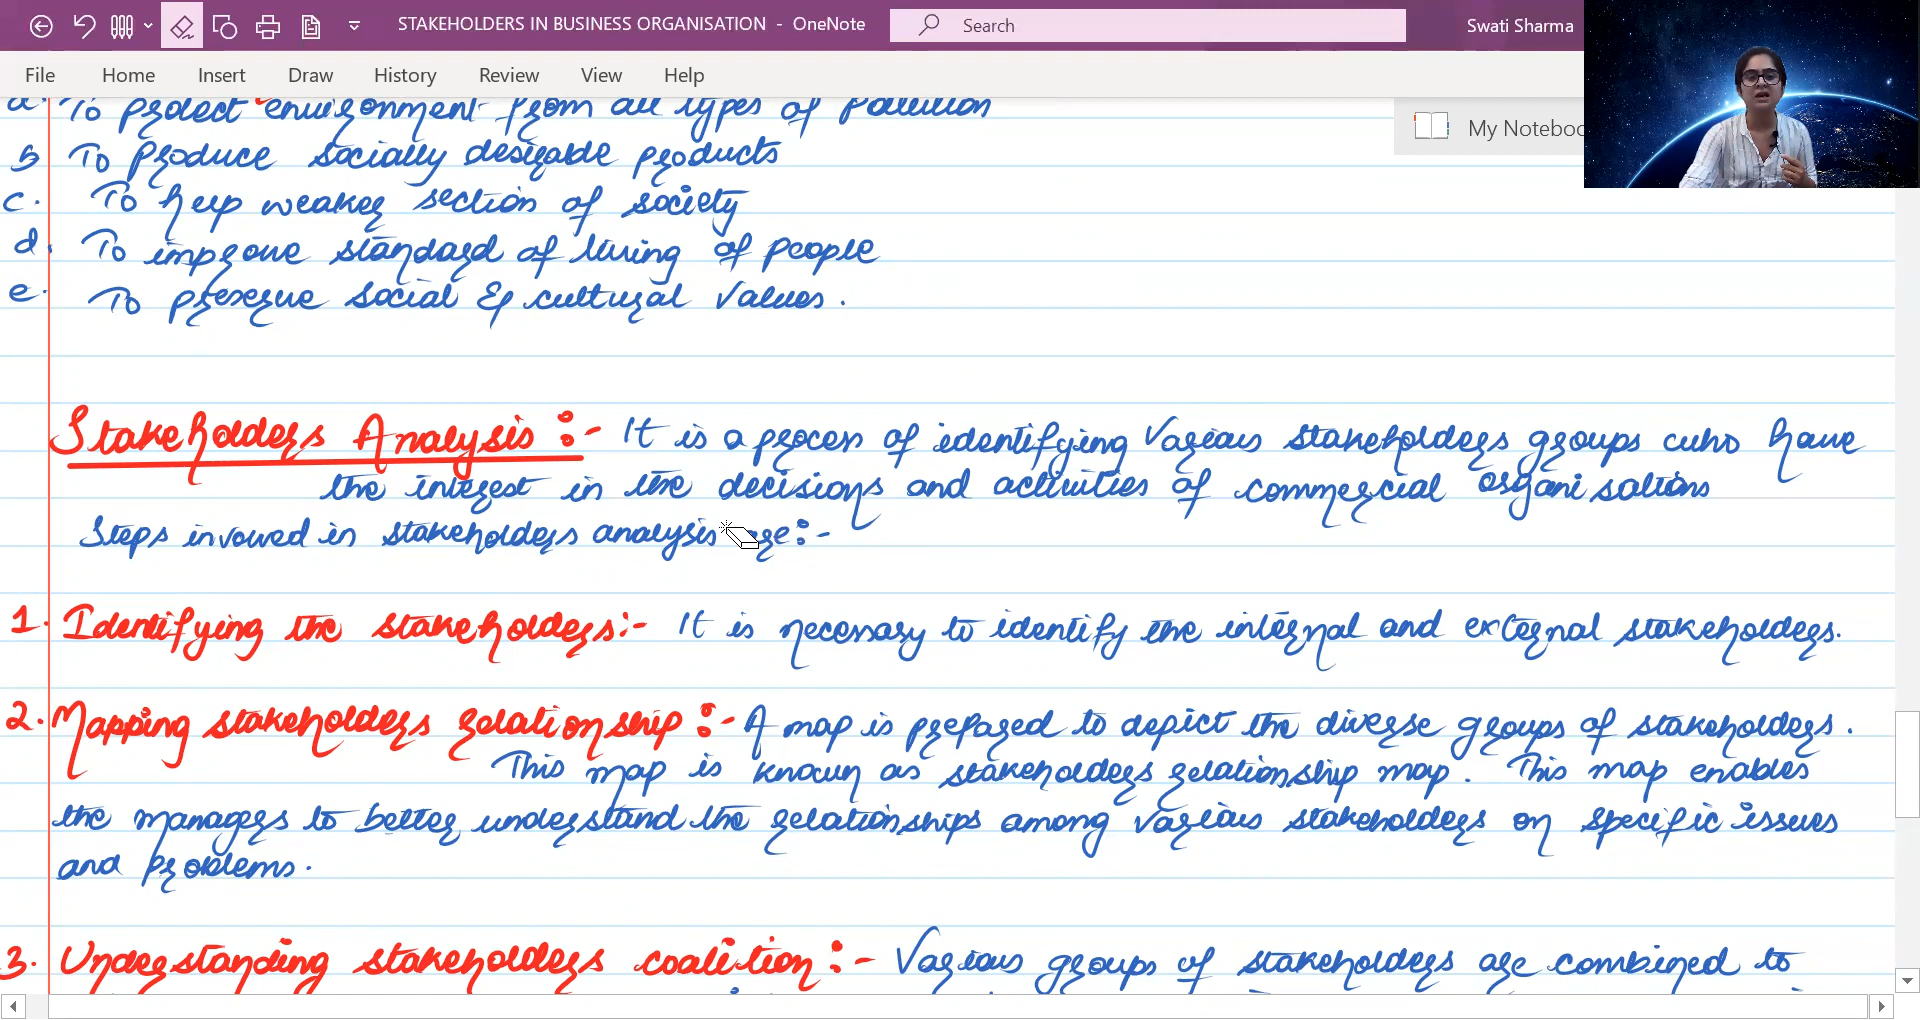 STAKEHOLDERS IN BUSINESS ORGANISATION - OneNote
Search
Swati Sharma
File Home Insert Draw History Review View Help
My Noteboo
a. To protect environment from all types of pollution
b To produce socially desirable products
c. To help weaker section of society
d. To improve standard of living of people
e. To preserve social & cultural values.
Stakeholders Analysis :- It is a process of identifying various stakeholders groups who have
the interest in the decisions and activities of commercial organisations
Steps invoved in stakeholders analysis are:-
1. Identifying the stakeholders:- It is necessary to identify the internal and external stakeholders.
2. Mapping stakeholders relationship :- A map is prepared to depict the diverse groups of stakeholders.
This map is known as stakeholders relationship map. This map enables
the managers to better understand the relationships among various stakeholders on specific issues
and problems.
3. Understanding stakeholders coalition :- Various groups of stakeholders are combined to